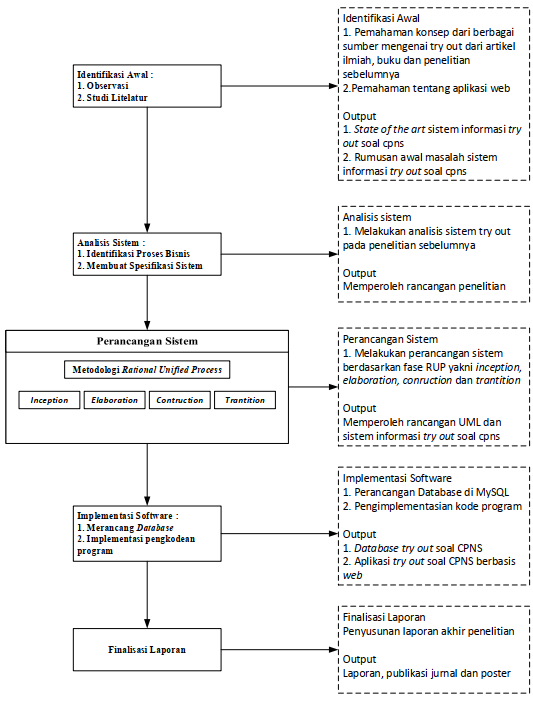 Identifikasi Awal :
1. Observasi
2. Studi Litelatur
Identifikasi Awal
1. Pemahaman konsep dari berbagai
sumber mengenai try out dari artikel
ilmiah, buku dan penelitian
sebelumnya
2.Pemahaman tentang aplikasi web
Output
1. State of the art sistem informasi try
out soal cpns
2. Rumusan awal masalah sistem
informasi try out soal cpns
Analisis Sistem :
1. Identifikasi Proses Bisnis
2. Membuat Spesifikasi Sistem
Analisis sistem
1. Melakukan analisis sistem try out
pada penelitian sebelumnya
Output
Memperoleh rancangan penelitian
Perancangan Sistem
Metodologi Rational Unified Process
Inception
Elaboration
Contruction
Trantition
Perancangan Sistem
1. Melakukan perancangan sistem
berdasarkan fase RUP yakni inception,
elaboration, conruction dan trantition
Output
Memperoleh rancangan UML dan
sistem informasi try out soal cpns
Implementasi Software :
1. Merancang Database
2. Implementasi pengkodean
program
Implementasi Software
1. Perancangan Database di MySQL
2. Pengimplementasian kode program
Output
1. Database try out soal CPNS
2. Aplikasi try out soal CPNS berbasis
web
Finalisasi Laporan
Finalisasi Laporan
Penyusunan laporan akhir penelitian
Output
Laporan, publikasi jurnal dan poster